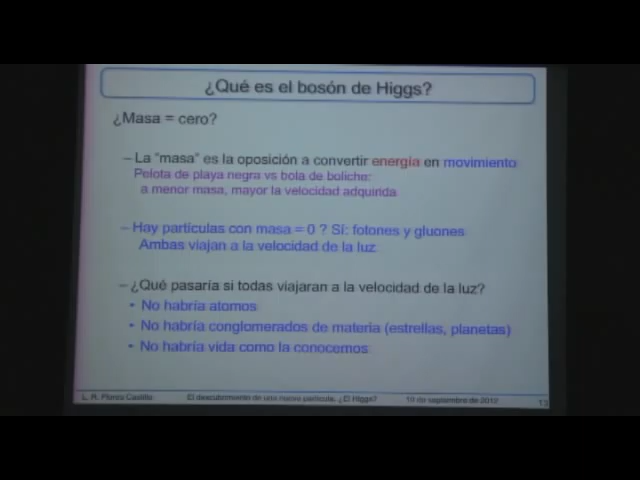 ¿Qué es el bosón de Higgs?
¿Masa = cero?
– La "masa" es la oposición a convertir energía en movimiento
Pelota de playa negra vs bola de boliche:
a menor masa, mayor la velocidad adquirida
– Hay partículas con masa = 0 ? Sí: fotones y gluones
Ambas viajan a la velocidad de la luz
– ¿Qué pasaría si todas viajaran a la velocidad de la luz?
• No habría atomos
• No habría conglomerados de materia (estrellas, planetas)
• No habría vida como la conocemos
L. R. Flores Castillo
El descubrimiento de una nueva partícula. ¿El Higgs?
19 de septiembre de 2012
13